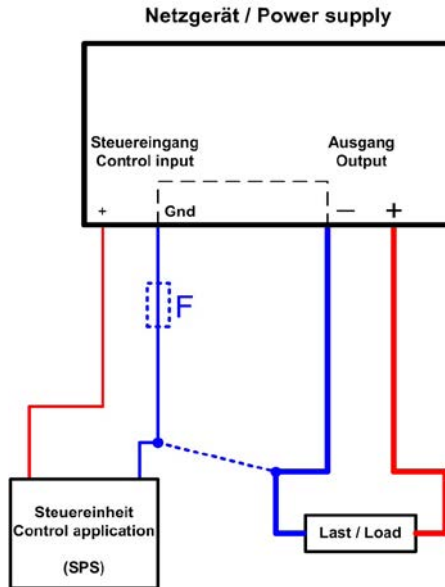 Netzgerät / Power supply
Steuereingang
Control input
Ausgang
Output
+
Gnd
—
+
F
Steuereinheit
Control application
(SPS)
Last / Load